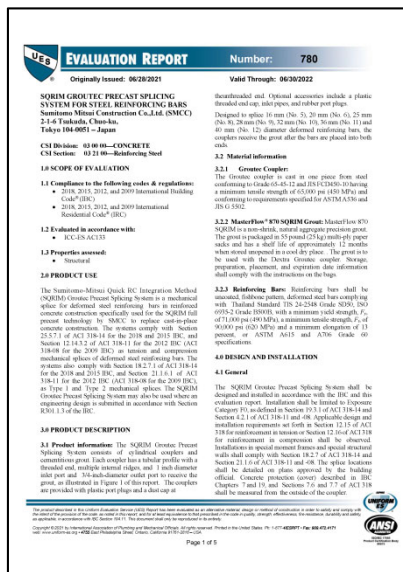 UES
EVALUATION REPORT
Number: 780
Originally Issued: 06/28/2021
Valid Through: 06/30/2022
SQRIM GROUTEC PRECAST SPLICING
SYSTEM FOR STEEL REINFORCING BARS
Sumitomo Mitsui Construction Co.,Ltd. (SMCC)
2-1-6 Tsukuda, Chuo-ku,
Tokyo 104-0051 – Japan
CSI Division: 03 00 00—CONCRETE
CSI Section: 03 21 00—Reinforcing Steel
1.0 SCOPE OF EVALUATION
1.1 Compliance to the following codes & regulations:
• 2018, 2015, 2012, and 2009 International Building
Code® (IBC)
• 2018, 2015, 2012, and 2009 International
Residential Code® (IRC)
1.2 Evaluated in accordance with:
• ICC-ES AC133
1.3 Properties assessed:
• Structural
2.0 PRODUCT USE
The Sumitomo-Mitsui Quick RC Integration Method
(SQRIM) Groutec Precast Splicing System is a mechanical
splice for deformed steel reinforcing bars in reinforced
concrete construction specifically used for the SQRIM full
precast technology by SMCC to replace cast-in-place
concrete construction. The systems comply with Section
25.5.7.1 of ACI 318-14 for the 2018 and 2015 IBC, and
Section 12.14.3.2 of ACI 318-11 for the 2012 IBC (ACI
318-08 for the 2009 IBC) as tension and compression
mechanical splices of deformed steel reinforcing bars. The
systems also comply with Section 18.2.7.1 of ACI 318-14
for the 2018 and 2015 IBC, and Section 21.1.6.1 of ACI
318-11 for the 2012 IBC (ACI 318-08 for the 2009 IBC),
as Type 1 and Type 2 mechanical splices. The SQRIM
Groutec Precast Splicing System may also be used where an
engineering design is submitted in accordance with Section
R301.1.3 of the IRC.
3.0 PRODUCT DESCRIPTION
3.1 Product information: The SQRIM Groutec Precast
Splicing System consists of cylindrical couplers and
cementitious grout. Each coupler has a tubular profile with a
threaded end, multiple internal ridges, and 1 inch diameter
inlet port and 3/4-inch-diameter outlet port to receive the
grout, as illustrated in Figure 1 of this report. The couplers
are provided with plastic port plugs and a dust cap at
theunthreaded end. Optional accessories include a plastic
threaded end cap, inlet pipes, and rubber port plugs.
Designed to splice 16 mm (No. 5), 20 mm (No. 6), 25 mm
(No. 8), 28 mm (No. 9), 32 mm (No. 10), 36 mm (No. 11) and
40 mm (No. 12) diameter deformed reinforcing bars, the
couplers receive the grout after the bars are placed into both
ends.
3.2 Material information
3.2.1 Groutec Coupler:
The Groutec coupler is cast in one piece from steel
conforming to Grade 65-45-12 and JIS FCD450-10 having
a minimum tensile strength of 65,000 psi (450 MPa) and
conforming to requirements specified for ASTM A536 and
JIS G 5502.
3.2.2 MasterFlow® 870 SQRIM Grout: MasterFlow 870
SQRIM is a non-shrink, natural aggregate precision grout.
The grout is packaged in 55 pound (25 kg) multi-ply paper
sacks and has a shelf life of approximately 12 months
when stored unopened in a cool dry place. The grout is to
be used with the Dextra Groutec coupler. Storage,
preparation, placement, and expiration date information
shall comply with the instructions on the bags.
3.2.3 Reinforcing Bars: Reinforcing bars shall be
uncoated, fishbone pattern, deformed steel bars complying
with Thailand Standard TIS 24-2548 Grade SD50, ISO
6935-2 Grade B500B, with a minimum yield strength, Fy,
of 71,000 psi (490 MPa), a minimum tensile strength, Fu, of
90,000 psi (620 MPa) and a minimum elongation of 13
percent, or ASTM A615 and A706 Grade 60
specifications.
4.0 DESIGN AND INSTALLATION
4.1 General
The SQRIM Groutec Precast Splicing System shall be
designed and installed in accordance with the IBC and this
evaluation report. Installation shall be limited to Exposure
Category F0, as defined in Section 19.3.1 of ACI 318-14 and
Section 4.2.1 of ACI 318-11 and -08. Applicable design and
installation requirements set forth in Section 12.15 of ACI
318 for reinforcement in tension or Section 12.16 of ACI 318
for reinforcement in compression shall be observed.
Installations in special moment frames and special structural
walls shall comply with Section 18.2.7 of ACI 318-14 and
Section 21.1.6 of ACI 318-11 and -08. The splice locations
shall be detailed on plans approved by the building
official. Concrete protection (cover) described in IBC
Chapters 7 and 19, and Sections 7.6 and 7.7 of ACI 318
shall be measured from the outside of the coupler.
UNIFORM ES
ANSI
Page 1 of 5